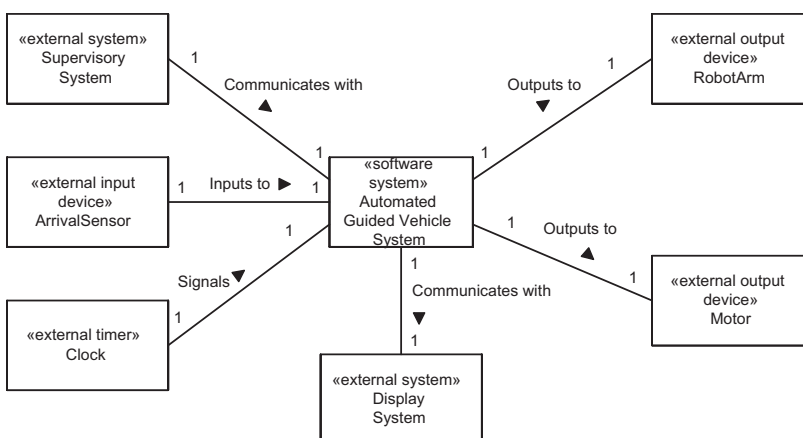 «external system»
Supervisory
System
1
Communicates with
1
«external input
device»
ArrivalSensor
1
Inputs to
1
«external timer»
Clock
1
Signals
1
«software
system»
Automated
Guided Vehicle
System
1
Communicates with
1
«external system»
Display
System
1
Outputs to
1
«external output
device»
RobotArm
1
Outputs to
1
«external output
device»
Motor